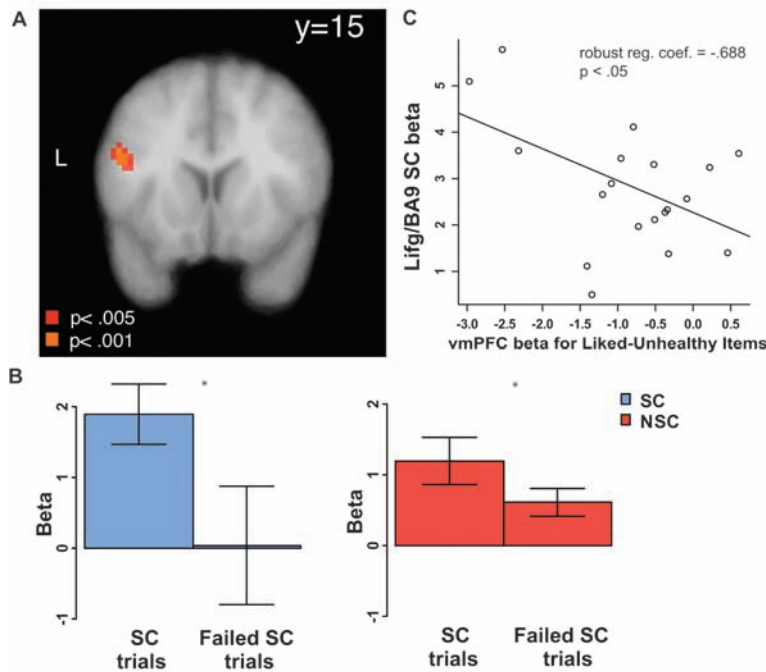 A
y=15
L
p< .005
p< .001
C
robust reg. coef. = -.688
p < .05
Lifg/BA9 SC beta
5
4
3
2
1
-3.0 -2.5 -2.0 -1.5 -1.0 -0.5 0.0 0.5
vmPFC beta for Liked-Unhealthy Items
B
*
Beta
2
1
0
-1
SC trials
Failed SC trials
*
SC
NSC
Beta
2
1
0
-1
SC trials
Failed SC trials